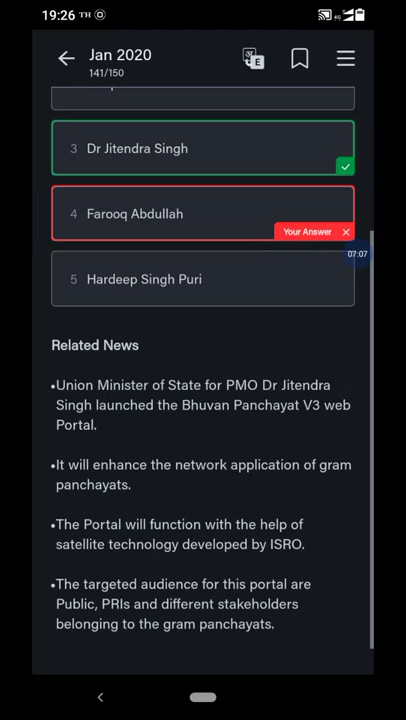 19:26 TH
4G
Jan 2020
141/150
अ E
3 Dr Jitendra Singh
4 Farooq Abdullah
Your Answer ×
07:07
5 Hardeep Singh Puri
Related News
•Union Minister of State for PMO Dr Jitendra
Singh launched the Bhuvan Panchayat V3 web
Portal.
•It will enhance the network application of gram
panchayats.
•The Portal will function with the help of
satellite technology developed by ISRO.
•The targeted audience for this portal are
Public, PRIs and different stakeholders
belonging to the gram panchayats.